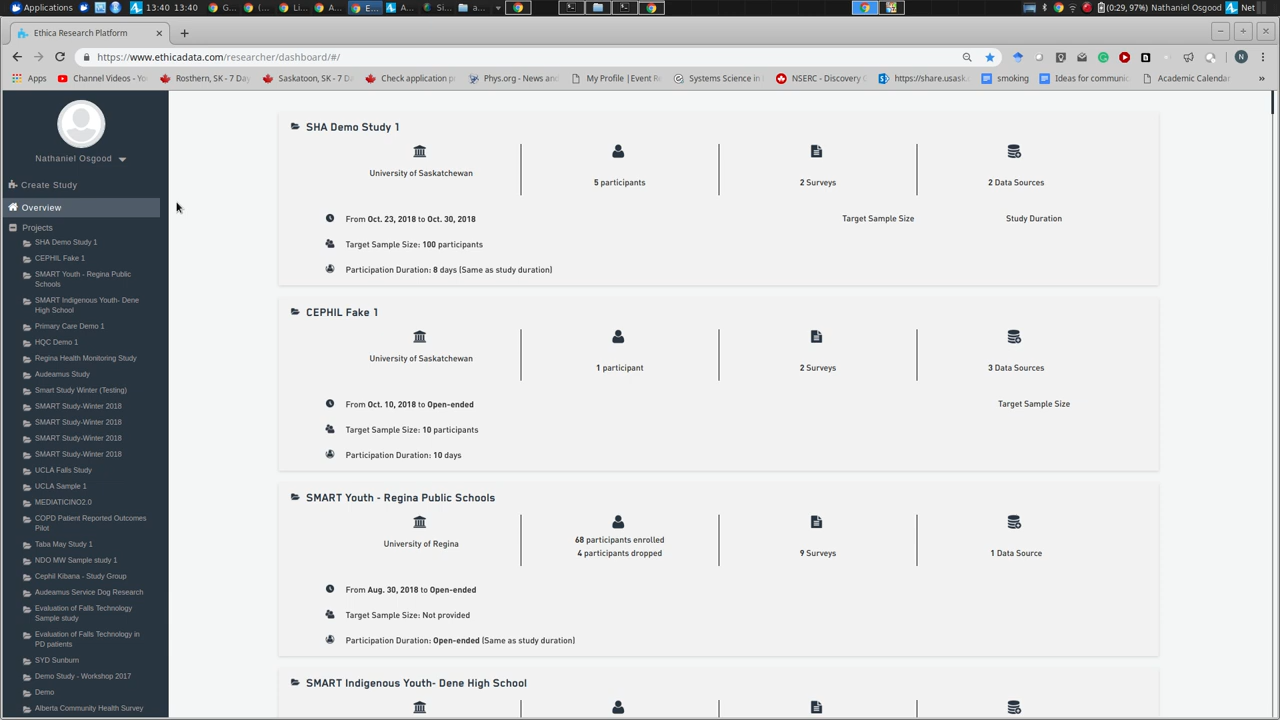 Applications 13:40 13:40 G... G... Li... G... E... A... Si... a... (0:29, 97%) Nathaniel Osgood Net
Ethica Research Platform
https://www.ethicadata.com/researcher/dashboard/#/
Apps Channel Videos - Yo Rosthern, SK - 7 Day Saskatoon, SK - 7 Da Check application p Phys.org - News and My Profile |Event R Systems Science in NSERC - Discovery G https://share.usask smoking Ideas for communic Academic Calendar »
Nathaniel Osgood
Create Study
Overview
Projects
SHA Demo Study 1
CEPHIL Fake 1
SMART Youth - Regina Public
Schools
SMART Indigenous Youth- Dene
High School
Primary Care Demo 1
HQC Demo 1
Regina Health Monitoring Study
Audeamus Study
Smart Study Winter (Testing)
SMART Study-Winter 2018
SMART Study-Winter 2018
SMART Study-Winter 2018
SMART Study-Winter 2018
UCLA Falls Study
UCLA Sample 1
MEDIATICINO2.0
COPD Patient Reported Outcomes
Pilot
Taba May Study 1
NDO MW Sample study 1
Cephil Kibana - Study Group
Audeamus Service Dog Research
Evaluation of Falls Technology
Sample study
Evaluation of Falls Technology in
PD patients
SYD Sunburn
Demo Study - Workshop 2017
Demo
Alberta Community Health Survey
SHA Demo Study 1
University of Saskatchewan
5 participants
2 Surveys
2 Data Sources
From Oct. 23, 2018 to Oct. 30, 2018
Target Sample Size
Study Duration
Target Sample Size: 100 participants
Participation Duration: 8 days (Same as study duration)
CEPHIL Fake 1
University of Saskatchewan
1 participant
2 Surveys
3 Data Sources
From Oct. 10, 2018 to Open-ended
Target Sample Size
Target Sample Size: 10 participants
Participation Duration: 10 days
SMART Youth - Regina Public Schools
University of Regina
68 participants enrolled
4 participants dropped
9 Surveys
1 Data Source
From Aug. 30, 2018 to Open-ended
Target Sample Size: Not provided
Participation Duration: Open-ended (Same as study duration)
SMART Indigenous Youth- Dene High School